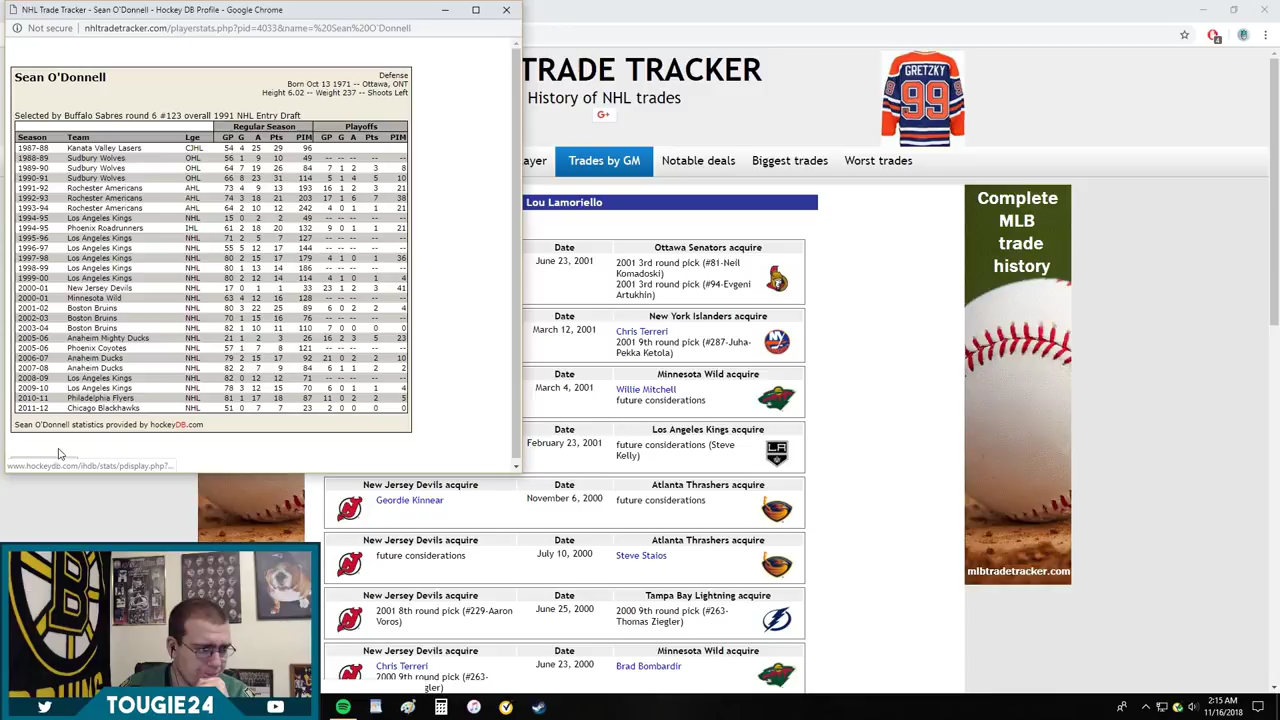 NHL Trade Tracker - Sean O'Donnell - Hockey DB Profile - Google Chrome
Not secure | nhltradetracker.com/playerstats.php?pid=4033&name=%20Sean%20O'Donnell
Sean O'Donnell
Defense
Born Oct 13 1971 -- Ottawa, ONT
Height 6.02 -- Weight 237 -- Shoots Left
Selected by Buffalo Sabres round 6 #123 overall 1991 NHL Entry Draft
Regular Season Playoffs
Season Team Lge GP G A Pts PIM GP G A Pts PIM
1987-88 Kanata Valley Lasers CJHL 54 4 25 29 96
1988-89 Sudbury Wolves OHL 56 1 9 10 49 -- -- -- -- --
1989-90 Sudbury Wolves OHL 64 7 19 26 84 7 1 2 3 8
1990-91 Sudbury Wolves OHL 66 8 23 31 114 5 1 4 5 10
1991-92 Rochester Americans AHL 73 4 9 13 193 16 1 2 3 21
1992-93 Rochester Americans AHL 74 3 18 21 203 17 1 6 7 38
1993-94 Rochester Americans AHL 64 2 10 12 242 4 0 1 1 21
1994-95 Los Angeles Kings NHL 15 0 2 2 49 -- -- -- -- --
1994-95 Phoenix Roadrunners IHL 61 2 18 20 132 9 0 1 1 21
1995-96 Los Angeles Kings NHL 71 2 5 7 127 -- -- -- -- --
1996-97 Los Angeles Kings NHL 55 5 12 17 144 -- -- -- -- --
1997-98 Los Angeles Kings NHL 80 2 15 17 179 4 1 0 1 36
1998-99 Los Angeles Kings NHL 80 1 13 14 186 -- -- -- -- --
1999-00 Los Angeles Kings NHL 80 2 12 14 114 4 1 0 1 4
2000-01 New Jersey Devils NHL 17 0 1 1 33 23 1 2 3 41
2000-01 Minnesota Wild NHL 63 4 12 16 128 -- -- -- -- --
2001-02 Boston Bruins NHL 80 3 22 25 89 6 0 2 2 4
2002-03 Boston Bruins NHL 70 1 15 16 76 -- -- -- -- --
2003-04 Boston Bruins NHL 82 1 10 11 110 7 0 0 0 0
2005-06 Anaheim Mighty Ducks NHL 21 1 2 3 26 16 2 3 5 23
2005-06 Phoenix Coyotes NHL 57 1 7 8 121 -- -- -- -- --
2006-07 Anaheim Ducks NHL 79 2 15 17 92 21 0 2 2 10
2007-08 Anaheim Ducks NHL 82 2 7 9 84 6 1 1 2 2
2008-09 Los Angeles Kings NHL 82 0 12 12 71 -- -- -- -- --
2009-10 Los Angeles Kings NHL 78 3 12 15 70 6 0 1 1 4
2010-11 Philadelphia Flyers NHL 81 1 17 18 87 11 0 2 2 5
2011-12 Chicago Blackhawks NHL 51 0 7 7 23 2 0 0 0 0
Sean O'Donnell statistics provided by hockeyDB.com
www.hockeydb.com/ihdb/stats/pdisplay.php?...
TRADE TRACKER
History of NHL trades
G+
GRETZKY
99
ayer Trades by GM Notable deals Biggest trades Worst trades
Lou Lamoriello
Date Ottawa Senators acquire
June 23, 2001
2001 3rd round pick (#81-Neil
Komadoski)
2001 3rd round pick (#94-Evgeni
Artukhin)
Date New York Islanders acquire
March 12, 2001
Chris Terreri
2001 9th round pick (#287-Juha-
Pekka Ketola)
Date Minnesota Wild acquire
March 4, 2001
Willie Mitchell
future considerations
Date Los Angeles Kings acquire
February 23, 2001
future considerations (Steve
Kelly)
New Jersey Devils acquire Date Atlanta Thrashers acquire
Geordie Kinnear November 6, 2000 future considerations
New Jersey Devils acquire Date Atlanta Thrashers acquire
future considerations July 10, 2000 Steve Staios
New Jersey Devils acquire Date Tampa Bay Lightning acquire
2001 8th round pick (#229-Aaron
Voros)
June 25, 2000
2000 9th round pick (#263-
Thomas Ziegler)
New Jersey Devils acquire Date Minnesota Wild acquire
Chris Terreri June 23, 2000 Brad Bombardir
2000 9th round pick (#263-
gler)
Complete
MLB
trade
history
mlbtradetracker.com
BRUINS
TOUGIE24
2:15 AM
11/16/2018